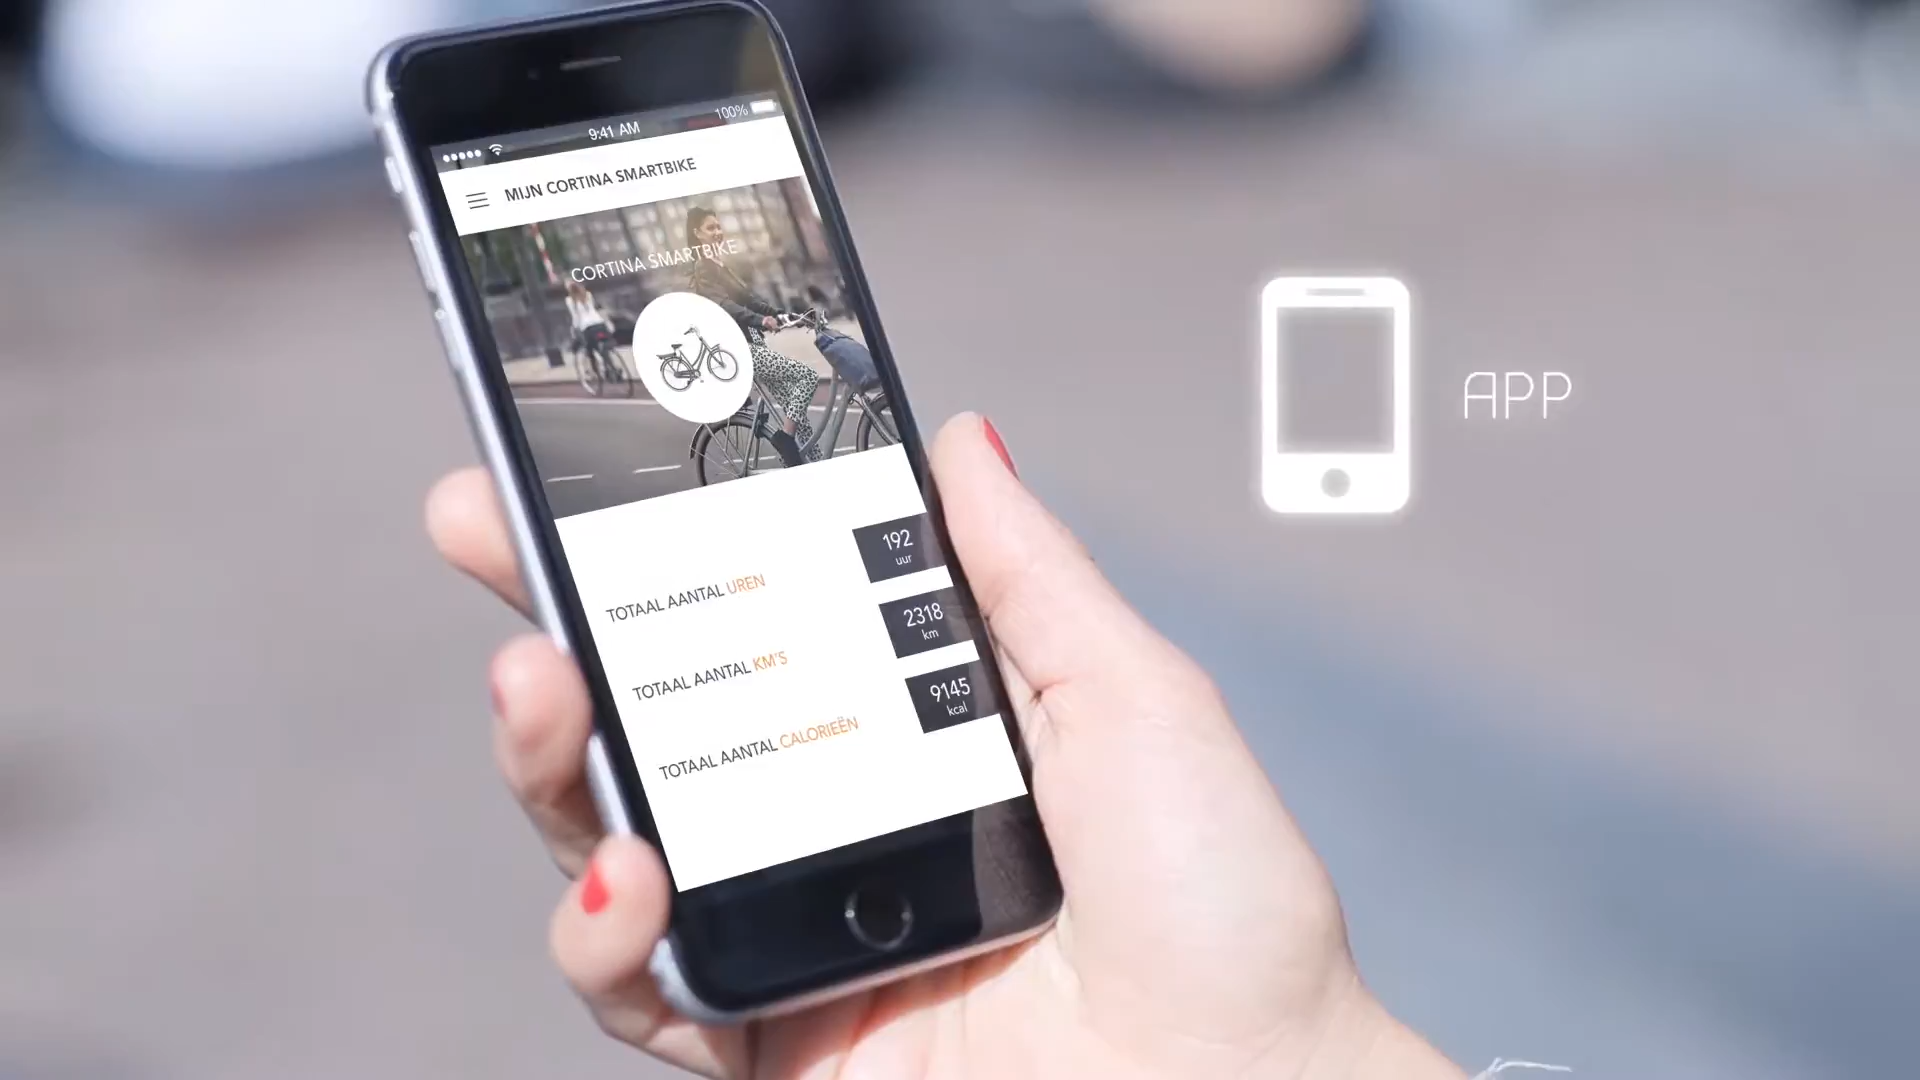 100%
9:41 AM
MIJN CORTINA SMARTBIKE
CORTINA SMARTBIKE
192
uur
TOTAAL AANTAL UREN
2318
km
TOTAAL AANTAL KM'S
9145
kcal
TOTAAL AANTAL CALORIEËN
APP